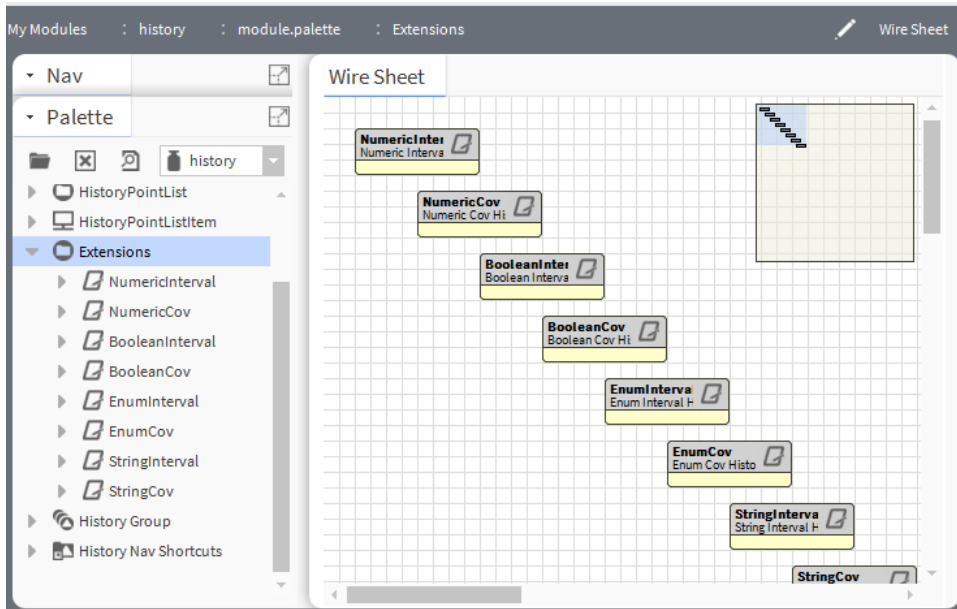 My Modules : history : module.palette : Extensions
Wire Sheet
Nav
Palette
history
HistoryPointList
HistoryPointListItem
Extensions
NumericInterval
NumericCov
BooleanInterval
BooleanCov
EnumInterval
EnumCov
StringInterval
StringCov
History Group
History Nav Shortcuts
Wire Sheet
NumericInter
Numeric Interva
NumericCov
Numeric Cov Hi
BooleanInter
Boolean Interva
BooleanCov
Boolean Cov Hi
EnumInterva
Enum Interval H
EnumCov
Enum Cov Histo
StringInterva
String Interval H
StringCov